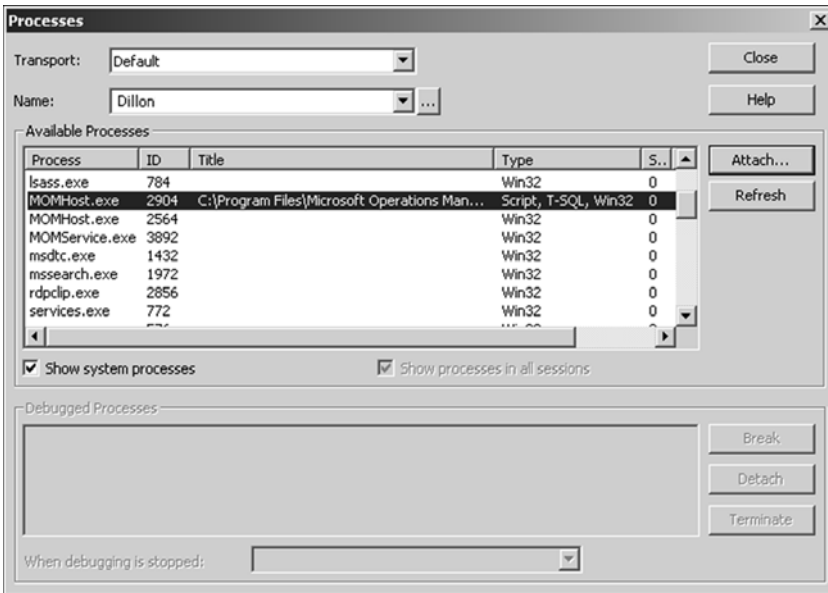 Processes
Transport: Default
Close
Name: Dillon ...
Help
Available Processes
Process ID Title Type S..
Attach...
lsass.exe 784 Win32 0
MOMHost.exe 2904 C:\Program Files\Microsoft Operations Man... Script, T-SQL, Win32 0
Refresh
MOMHost.exe 2564 Win32 0
MOMService.exe 3892 Win32 0
msdtc.exe 1432 Win32 0
mssearch.exe 1972 Win32 0
rdpclip.exe 2856 Win32 0
services.exe 772 Win32 0
Show system processes
Show processes in all sessions
Debugged Processes
Break
Detach
Terminate
When debugging is stopped: